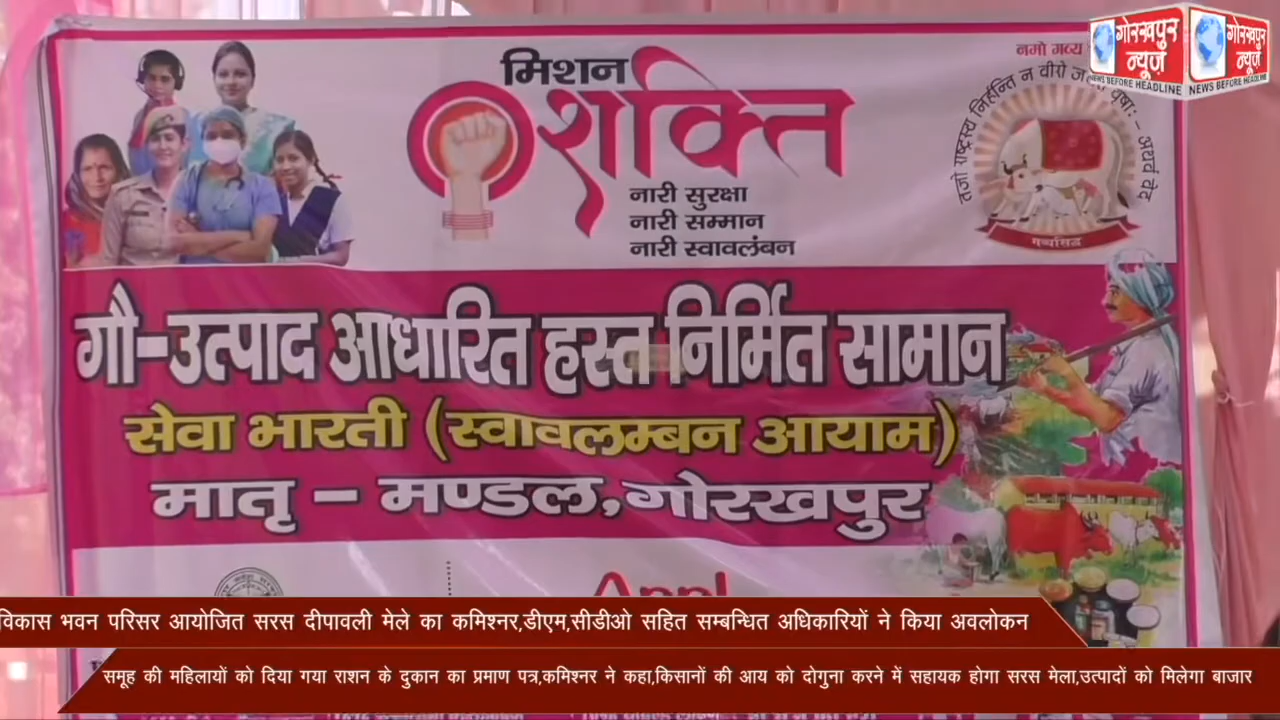 गोरखपुर न्यूज़
NEWS BEFORE HEADLINE
गोरखपुर न्यूज़
NEWS BEFORE HEADLINE
मिशन
शक्ति
नारी सुरक्षा
नारी सम्मान
नारी स्वावलंबन
गौ-उत्पाद आधारित हस्त निर्मित सामान
सेवा भारती (स्वावलम्बन आयाम)
मातृ - मण्डल,गोरखपुर
विकास भवन परिसर आयोजित सरस दीपावली मेले का कमिश्नर,डीएम,सीडीओ सहित सम्बन्धित अधिकारियों ने किया अवलोकन
समूह की महिलायों को दिया गया राशन के दुकान का प्रमाण पत्र,कमिश्नर ने कहा,किसानों की आय को दोगुना करने में सहायक होगा सरस मेला,उत्पादों को मिलेगा बाजार